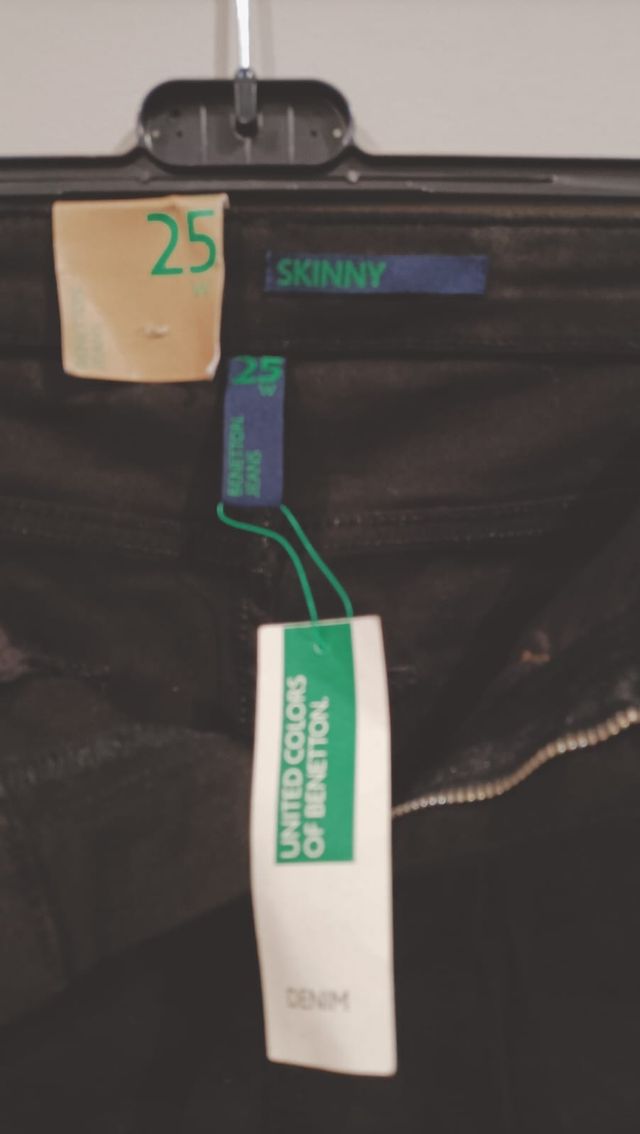 25
SKINNY
25
BENETTON
JEANS
UNITED COLORS
OF BENETTON.
DENIM